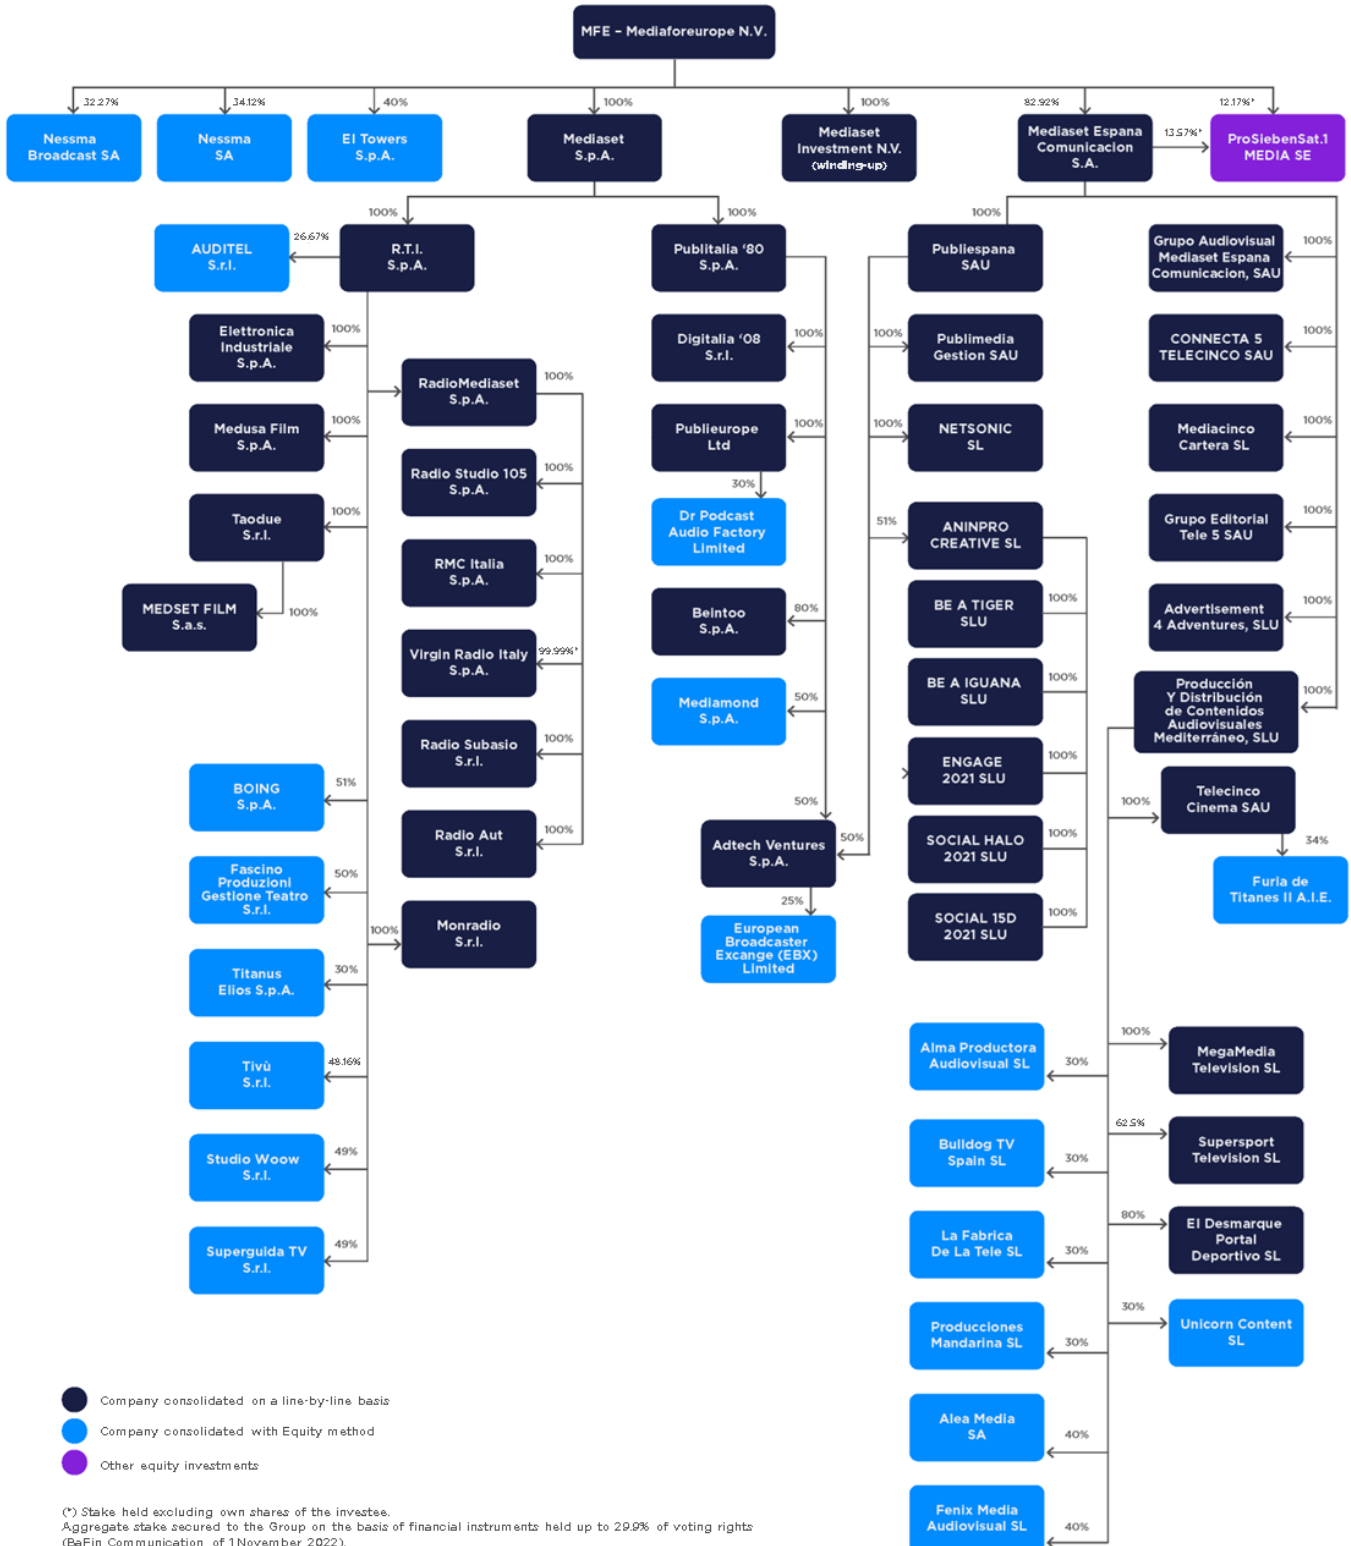 MFE – Mediaforeurope N.V.
32.27%
34.12%
40%
100%
100%
82.92%
12.17%*
Nessma
Broadcast SA
Nessma
SA
EI Towers
S.p.A.
Mediaset
S.p.A.
Mediaset
Investment N.V.
(winding-up)
Mediaset Espana
Comunicacion
S.A.
13.57%*
ProSiebenSat.1
MEDIA SE
100%
100%
100%
AUDITEL
S.r.l.
26.67%
R.T.I.
S.p.A.
Publitalia ‘80
S.p.A.
Publiespana
SAU
Grupo Audiovisual
Mediaset Espana
Comunicacion, SAU
100%
Elettronica
Industriale
S.p.A.
100%
Digitalia ‘08
S.r.l.
100%
100%
Publimedia
Gestion SAU
CONNECTA 5
TELECINCO SAU
100%
RadioMediaset
S.p.A.
100%
Medusa Film
S.p.A.
100%
Publieurope
Ltd
100%
100%
NETSONIC
SL
Mediacinco
Cartera SL
100%
Radio Studio 105
S.p.A.
100%
30%
Taodue
S.r.l.
100%
Dr Podcast
Audio Factory
Limited
51%
ANINPRO
CREATIVE SL
Grupo Editorial
Tele 5 SAU
100%
RMC Italia
S.p.A.
100%
MEDSET FILM
S.a.s.
100%
Beintoo
S.p.A.
80%
BE A TIGER
SLU
100%
Advertisement
4 Adventures, SLU
100%
Virgin Radio Italy
S.p.A.
99.99%*
Mediamond
S.p.A.
50%
BE A IGUANA
SLU
100%
Producción
Y Distribución
de Contenidos
Audiovisuales
Mediterráneo, SLU
100%
Radio Subasio
S.r.l.
100%
BOING
S.p.A.
51%
ENGAGE
2021 SLU
100%
Telecinco
Cinema SAU
100%
Radio Aut
S.r.l.
100%
50%
Adtech Ventures
S.p.A.
50%
SOCIAL HALO
2021 SLU
100%
34%
Fascino
Produzioni
Gestione Teatro
S.r.l.
50%
25%
Furia de
Titanes II A.I.E.
100%
Monradio
S.r.l.
European
Broadcaster
Excange (EBX)
Limited
SOCIAL 15D
2021 SLU
100%
Titanus
Elios S.p.A.
30%
Tivù
S.r.l.
48.16%
Alma Productora
Audiovisual SL
30%
100%
MegaMedia
Television SL
Studio Woow
S.r.l.
49%
Bulldog TV
Spain SL
30%
62.5%
Supersport
Television SL
Superguida TV
S.r.l.
49%
La Fabrica
De La Tele SL
30%
80%
El Desmarque
Portal
Deportivo SL
Producciones
Mandarina SL
30%
30%
Unicorn Content
SL
Alea Media
SA
40%
Fenix Media
Audiovisual SL
40%
Company consolidated on a line-by-line basis
Company consolidated with Equity method
Other equity investments
(*) Stake held excluding own shares of the investee.
Aggregate stake secured to the Group on the basis of financial instruments held up to 29.9% of voting rights
(BaFin Communication of 1 November 2022).